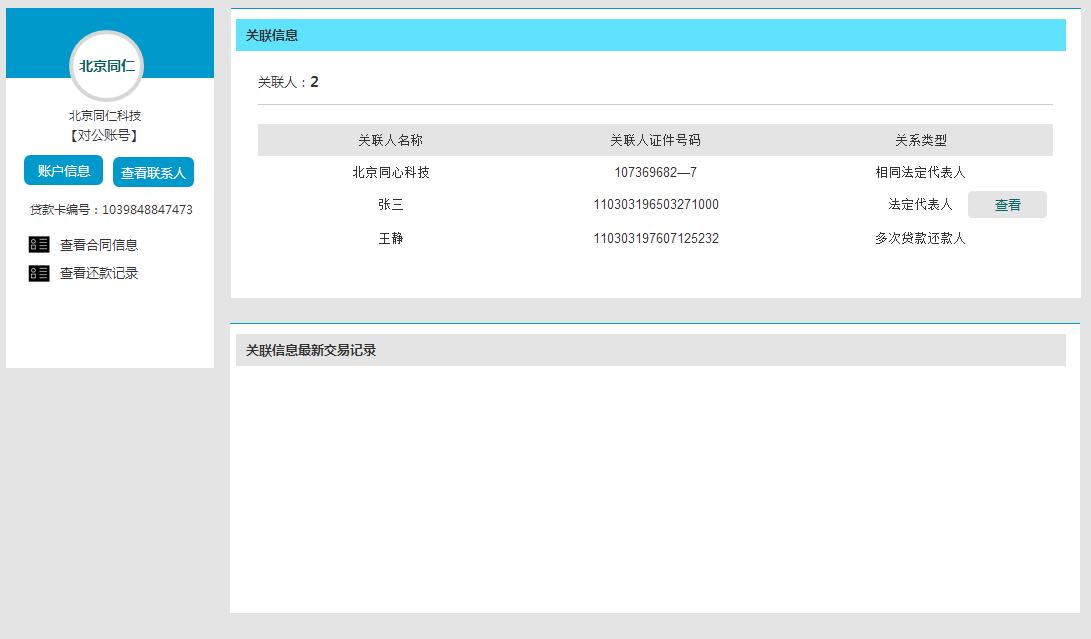 北京同仁
北京同仁科技
【对公账号】
账户信息 查看联系人
贷款卡编号：1039848847473
查看合同信息
查看还款记录
关联信息
关联人：2
关联人名称 关联人证件号码 关系类型
北京同心科技 107369682—7 相同法定代表人
张三 110303196503271000 法定代表人 查看
王静 110303197607125232 多次贷款还款人
关联信息最新交易记录